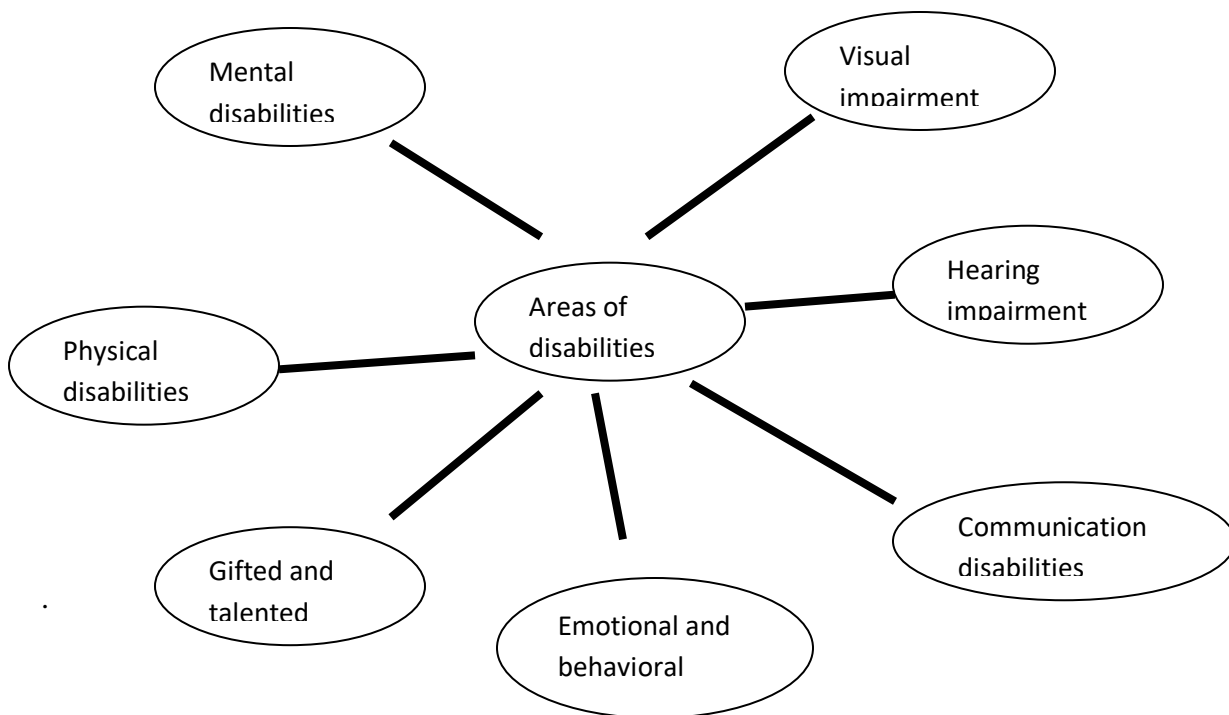 Mental
disabilities
Visual
impairment
Hearing
impairment
Areas of
disabilities
Physical
disabilities
Communication
disabilities
Gifted and
talented
Emotional and
behavioral
.